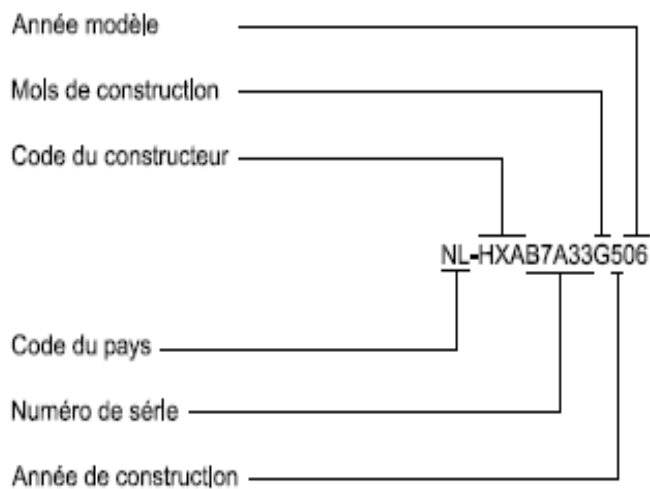 Année modèle
Mois de construction
Code du constructeur
NL-HXAB7A33G506
Code du pays
Numéro de série
Année de construction